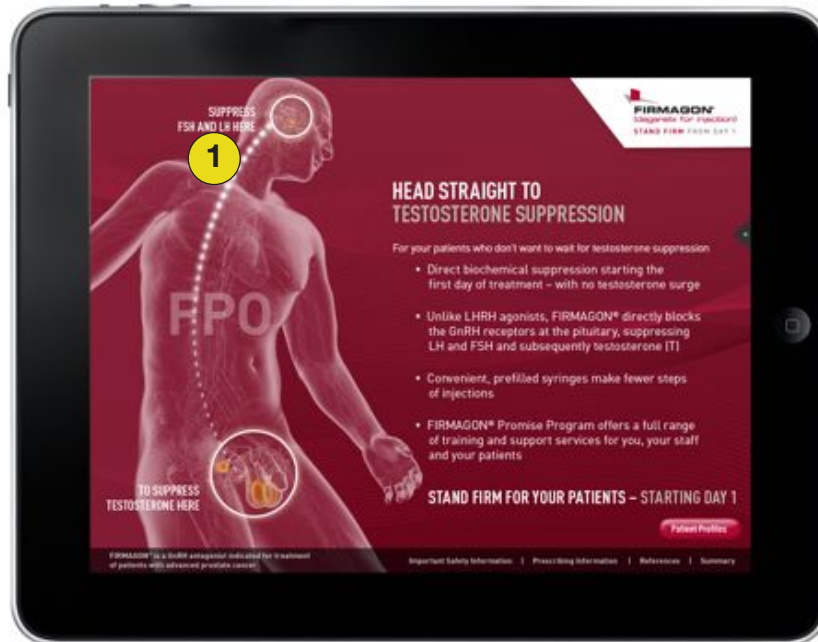 SUPPRESS
FSH AND LH HERE
1
FIRMAGON®
(degarelix for injection)
STAND FIRM FROM DAY 1
HEAD STRAIGHT TO
TESTOSTERONE SUPPRESSION
For your patients who don't want to wait for testosterone suppression
• Direct biochemical suppression starting the
first day of treatment – with no testosterone surge
FPO
• Unlike LHRH agonists, FIRMAGON® directly blocks
the GnRH receptors at the pituitary, suppressing
LH and FSH and subsequently testosterone (T)
• Convenient, prefilled syringes make fewer steps
of injections
• FIRMAGON® Promise Program offers a full range
of training and support services for you, your staff
and your patients
TO SUPPRESS
TESTOSTERONE HERE
STAND FIRM FOR YOUR PATIENTS – STARTING DAY 1
Patient Profiles
FIRMAGON® is a GnRH antagonist indicated for treatment
of patients with advanced prostate cancer
Important Safety Information | Prescribing Information | References | Summary